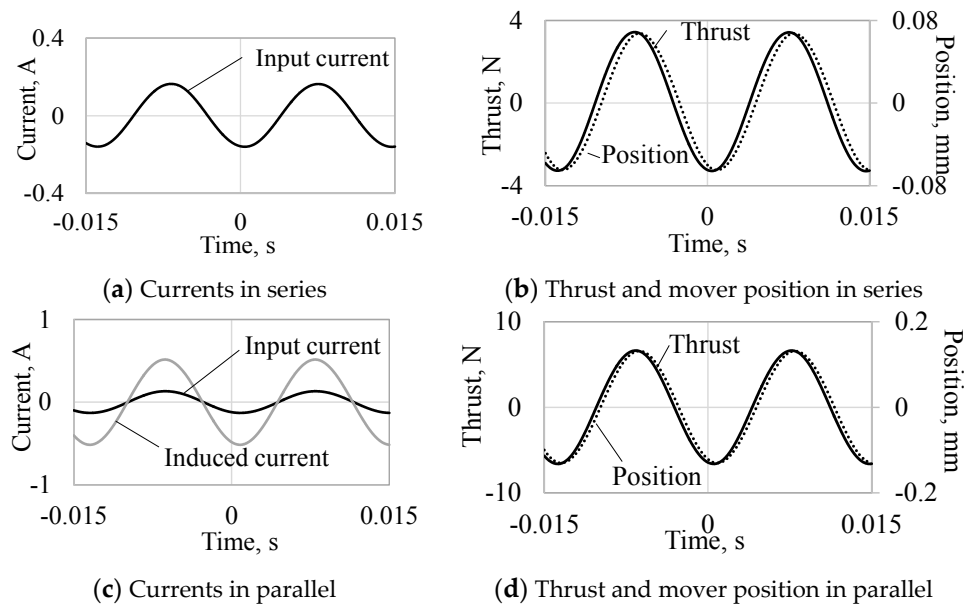 0.4
Input current
Current, A
0
-0.4
-0.015
0
0.015
Time, s
(a) Currents in series
4
0.08
Thrust
Thrust, N
0
0
Position, mm
Position
-4
-0.08
-0.015
0
0.015
Time, s
(b) Thrust and mover position in series
1
Input current
Current, A
0
Induced current
-1
-0.015
0
0.015
Time, s
(c) Currents in parallel
10
0.2
Thrust
Thrust, N
0
0
Position, mm
Position
-10
-0.2
-0.015
0
0.015
Time, s
(d) Thrust and mover position in parallel